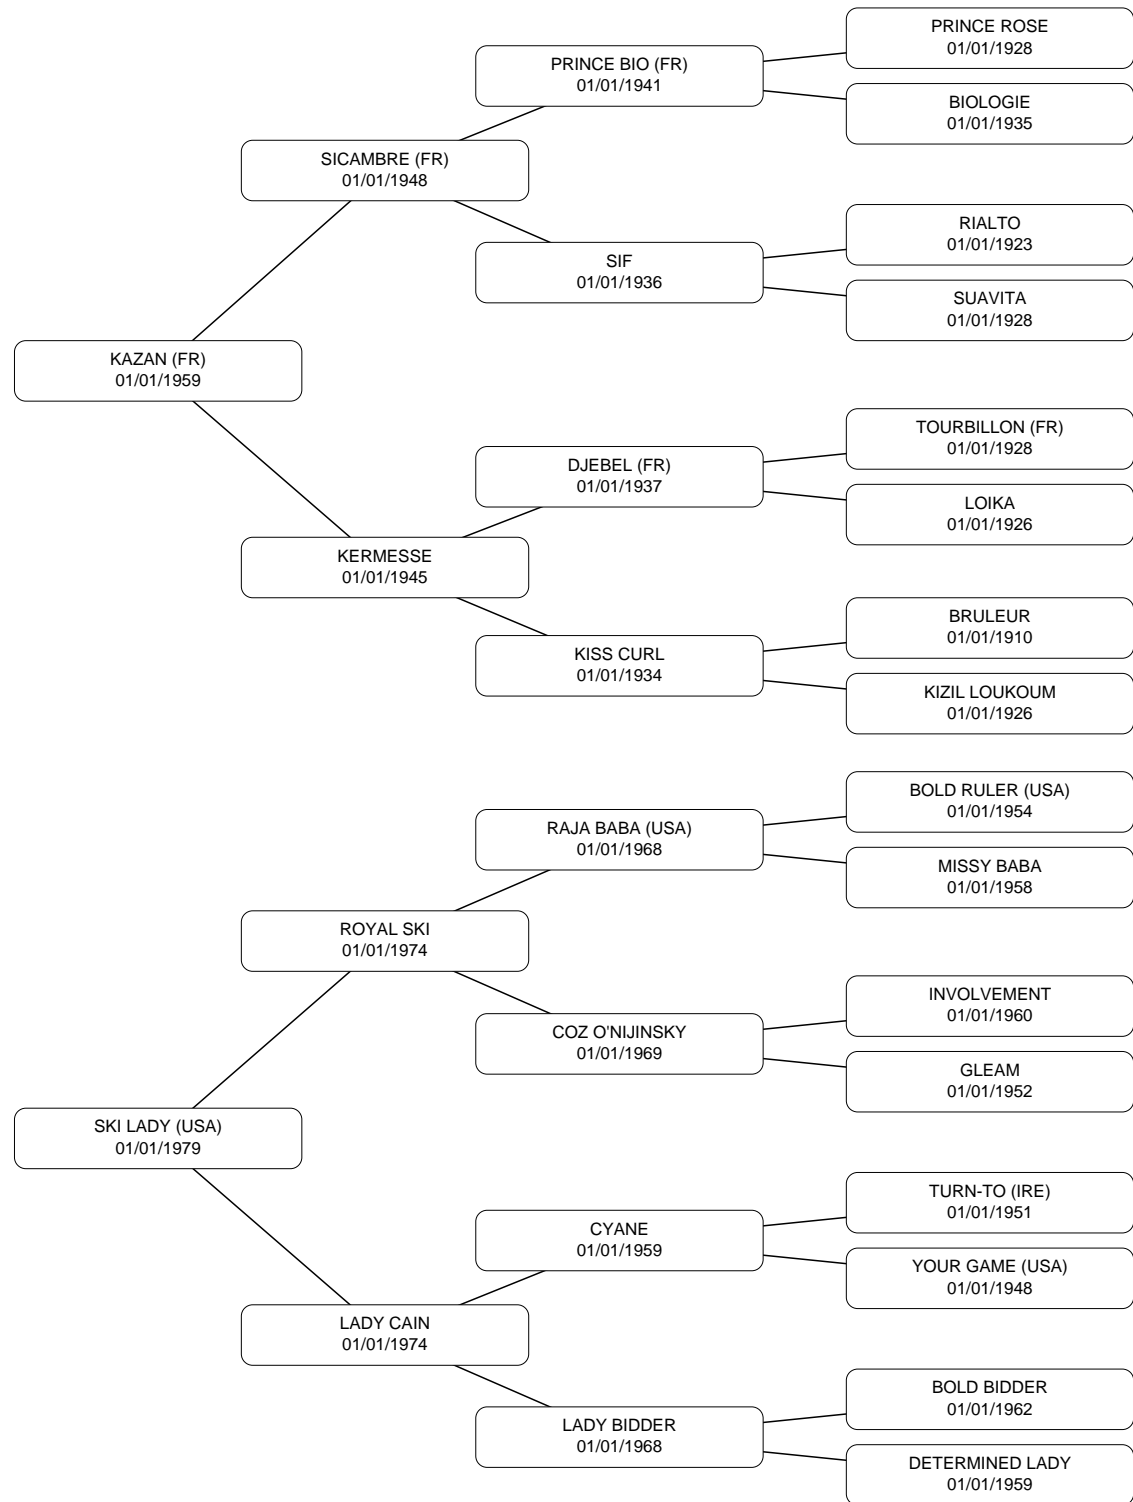 PRINCE ROSE
01/01/1928
PRINCE BIO (FR)
01/01/1941
BIOLOGIE
01/01/1935
SICAMBRE (FR)
01/01/1948
RIALTO
01/01/1923
SIF
01/01/1936
SUAVITA
01/01/1928
KAZAN (FR)
01/01/1959
TOURBILLON (FR)
01/01/1928
DJEBEL (FR)
01/01/1937
LOIKA
01/01/1926
KERMESSE
01/01/1945
BRULEUR
01/01/1910
KISS CURL
01/01/1934
KIZIL LOUKOUM
01/01/1926
BOLD RULER (USA)
01/01/1954
RAJA BABA (USA)
01/01/1968
MISSY BABA
01/01/1958
ROYAL SKI
01/01/1974
INVOLVEMENT
01/01/1960
COZ O'NIJINSKY
01/01/1969
GLEAM
01/01/1952
SKI LADY (USA)
01/01/1979
TURN-TO (IRE)
01/01/1951
CYANE
01/01/1959
YOUR GAME (USA)
01/01/1948
LADY CAIN
01/01/1974
BOLD BIDDER
01/01/1962
LADY BIDDER
01/01/1968
DETERMINED LADY
01/01/1959